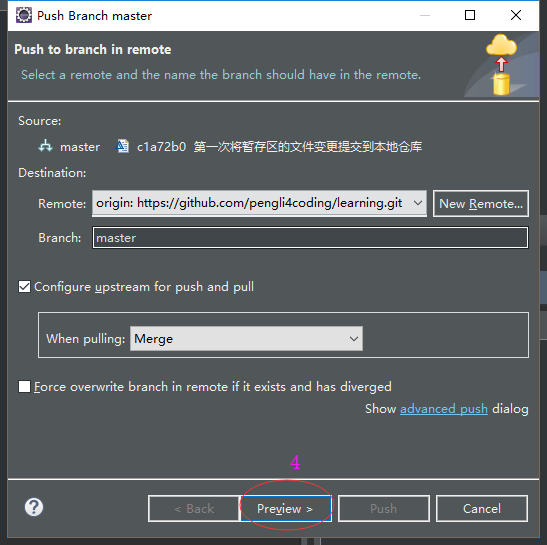 Push Branch master
Push to branch in remote
Select a remote and the name the branch should have in the remote.
Source:
master c1a72b0 第一次将暂存区的文件变更提交到本地仓库
Destination:
Remote: origin: https://github.com/pengli4coding/learning.git New Remote...
Branch: master
Configure upstream for push and pull
When pulling: Merge
Force overwrite branch in remote if it exists and has diverged
Show advanced push dialog
4
? < Back Preview > Push Cancel